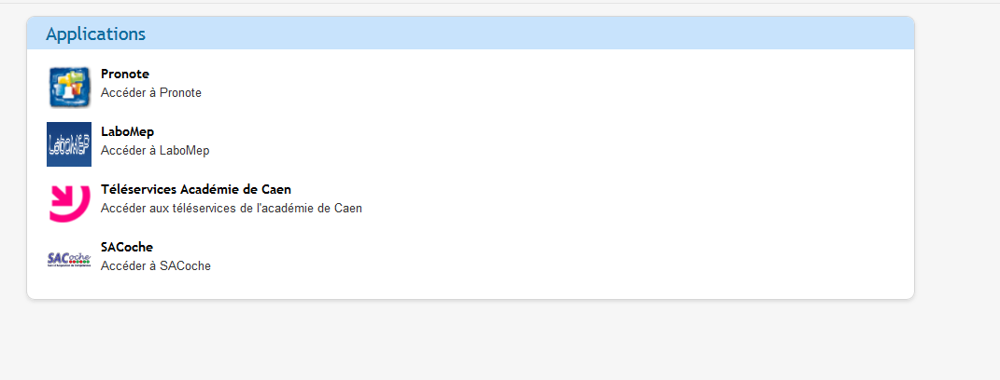 Applications
Pronote
Accéder à Pronote
LaboMEP
LaboMep
Accéder à LaboMep
Téléservices Académie de Caen
Accéder aux téléservices de l'académie de Caen
SACoche
SACoche
Accéder à SACoche